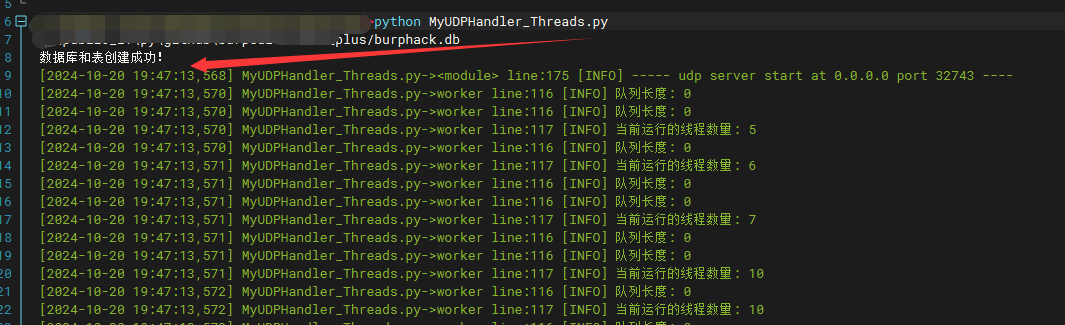 5
6 >python MyUDPHandler_Threads.py
7 plus/burphack.db
8 数据库和表创建成功!
9 [2024-10-20 19:47:13,568] MyUDPHandler_Threads.py-><module> line:175 [INFO] ----- udp server start at 0.0.0.0 port 32743 ----
10 [2024-10-20 19:47:13,570] MyUDPHandler_Threads.py->worker line:116 [INFO] 队列长度: 0
11 [2024-10-20 19:47:13,570] MyUDPHandler_Threads.py->worker line:116 [INFO] 队列长度: 0
12 [2024-10-20 19:47:13,570] MyUDPHandler_Threads.py->worker line:117 [INFO] 当前运行的线程数量: 5
13 [2024-10-20 19:47:13,570] MyUDPHandler_Threads.py->worker line:116 [INFO] 队列长度: 0
14 [2024-10-20 19:47:13,571] MyUDPHandler_Threads.py->worker line:117 [INFO] 当前运行的线程数量: 6
15 [2024-10-20 19:47:13,571] MyUDPHandler_Threads.py->worker line:116 [INFO] 队列长度: 0
16 [2024-10-20 19:47:13,571] MyUDPHandler_Threads.py->worker line:116 [INFO] 队列长度: 0
17 [2024-10-20 19:47:13,571] MyUDPHandler_Threads.py->worker line:117 [INFO] 当前运行的线程数量: 7
18 [2024-10-20 19:47:13,571] MyUDPHandler_Threads.py->worker line:116 [INFO] 队列长度: 0
19 [2024-10-20 19:47:13,571] MyUDPHandler_Threads.py->worker line:116 [INFO] 队列长度: 0
20 [2024-10-20 19:47:13,571] MyUDPHandler_Threads.py->worker line:117 [INFO] 当前运行的线程数量: 10
21 [2024-10-20 19:47:13,572] MyUDPHandler_Threads.py->worker line:116 [INFO] 队列长度: 0
22 [2024-10-20 19:47:13,572] MyUDPHandler_Threads.py->worker line:117 [INFO] 当前运行的线程数量: 10